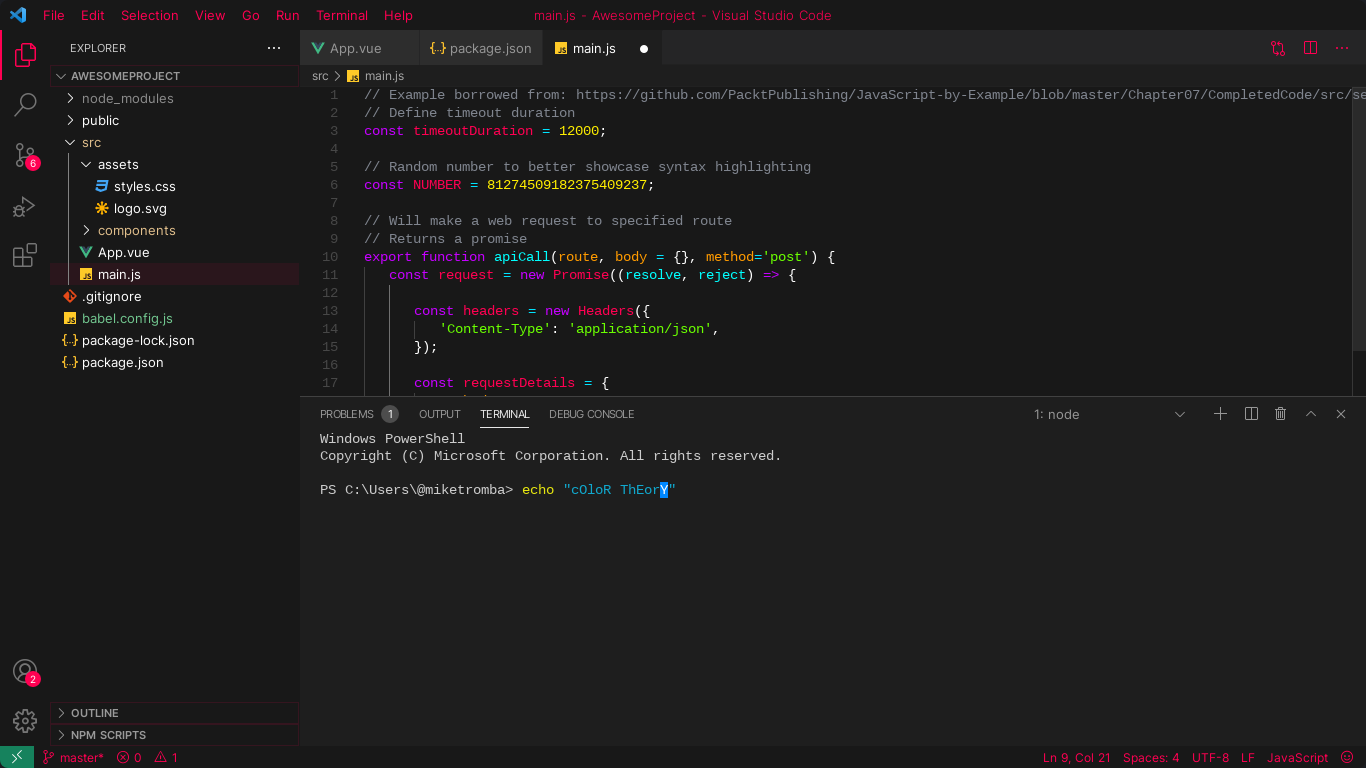 File Edit Selection View Go Run Terminal Help
main.js - AwesomeProject - Visual Studio Code
EXPLORER
AWESOMEPROJECT
node_modules
public
src
assets
styles.css
logo.svg
components
App.vue
main.js
.gitignore
babel.config.js
package-lock.json
package.json
OUTLINE
NPM SCRIPTS
6
2
App.vue
{..} package.json
JS main.js
src > JS main.js
1 // Example borrowed from: https://github.com/PacktPublishing/JavaScript-by-Example/blob/master/Chapter07/CompletedCode/src/se
2 // Define timeout duration
3 const timeoutDuration = 12000;
4
5 // Random number to better showcase syntax highlighting
6 const NUMBER = 81274509182375409237;
7
8 // Will make a web request to specified route
9 // Returns a promise
10 export function apiCall(route, body = {}, method='post') {
11 const request = new Promise((resolve, reject) => {
12
13 const headers = new Headers({
14 'Content-Type': 'application/json',
15 });
16
17 const requestDetails = {
PROBLEMS 1 OUTPUT TERMINAL DEBUG CONSOLE 1: node
Windows PowerShell
Copyright (C) Microsoft Corporation. All rights reserved.
PS C:\Users\@miketromba> echo "cOloR ThEorY"
master* 0 1 Ln 9, Col 21 Spaces: 4 UTF-8 LF JavaScript